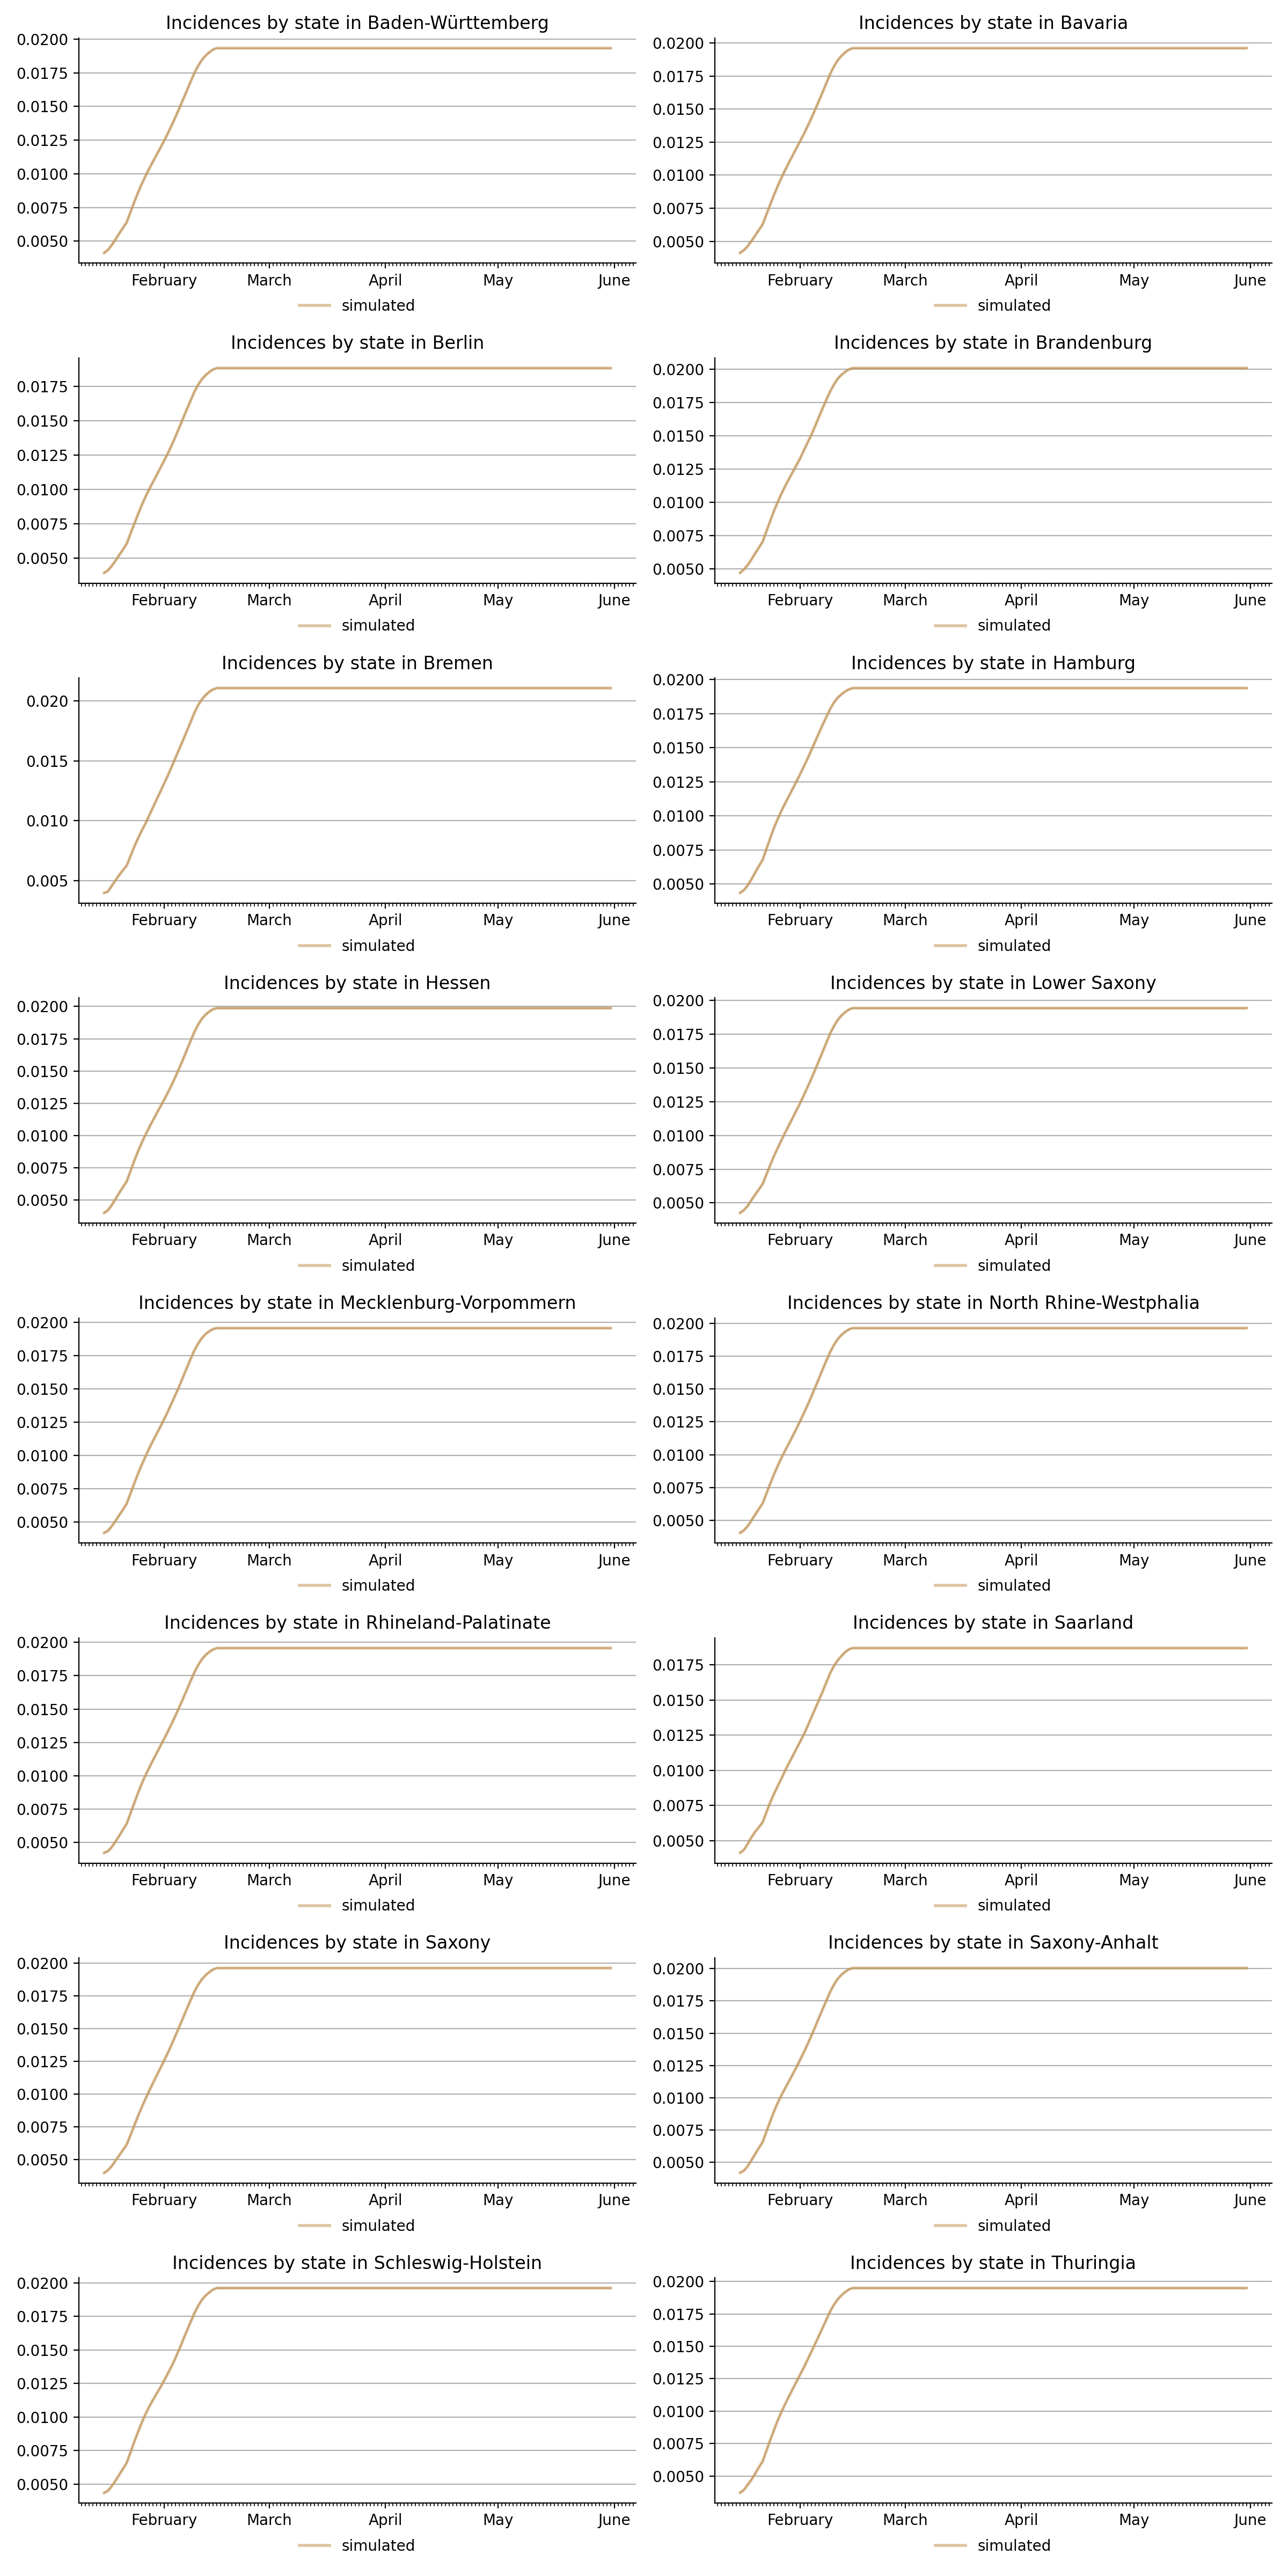 Incidences by state in Baden-Württemberg
0.0200
0.0175
0.0150
0.0125
0.0100
0.0075
0.0050
February March April May June
simulated
Incidences by state in Bavaria
0.0200
0.0175
0.0150
0.0125
0.0100
0.0075
0.0050
February March April May June
simulated
Incidences by state in Berlin
0.0175
0.0150
0.0125
0.0100
0.0075
0.0050
February March April May June
simulated
Incidences by state in Brandenburg
0.0200
0.0175
0.0150
0.0125
0.0100
0.0075
0.0050
February March April May June
simulated
Incidences by state in Bremen
0.020
0.015
0.010
0.005
February March April May June
simulated
Incidences by state in Hamburg
0.0200
0.0175
0.0150
0.0125
0.0100
0.0075
0.0050
February March April May June
simulated
Incidences by state in Hessen
0.0200
0.0175
0.0150
0.0125
0.0100
0.0075
0.0050
February March April May June
simulated
Incidences by state in Lower Saxony
0.0200
0.0175
0.0150
0.0125
0.0100
0.0075
0.0050
February March April May June
simulated
Incidences by state in Mecklenburg-Vorpommern
0.0200
0.0175
0.0150
0.0125
0.0100
0.0075
0.0050
February March April May June
simulated
Incidences by state in North Rhine-Westphalia
0.0200
0.0175
0.0150
0.0125
0.0100
0.0075
0.0050
February March April May June
simulated
Incidences by state in Rhineland-Palatinate
0.0200
0.0175
0.0150
0.0125
0.0100
0.0075
0.0050
February March April May June
simulated
Incidences by state in Saarland
0.0175
0.0150
0.0125
0.0100
0.0075
0.0050
February March April May June
simulated
Incidences by state in Saxony
0.0200
0.0175
0.0150
0.0125
0.0100
0.0075
0.0050
February March April May June
simulated
Incidences by state in Saxony-Anhalt
0.0200
0.0175
0.0150
0.0125
0.0100
0.0075
0.0050
February March April May June
simulated
Incidences by state in Schleswig-Holstein
0.0200
0.0175
0.0150
0.0125
0.0100
0.0075
0.0050
February March April May June
simulated
Incidences by state in Thuringia
0.0200
0.0175
0.0150
0.0125
0.0100
0.0075
0.0050
February March April May June
simulated